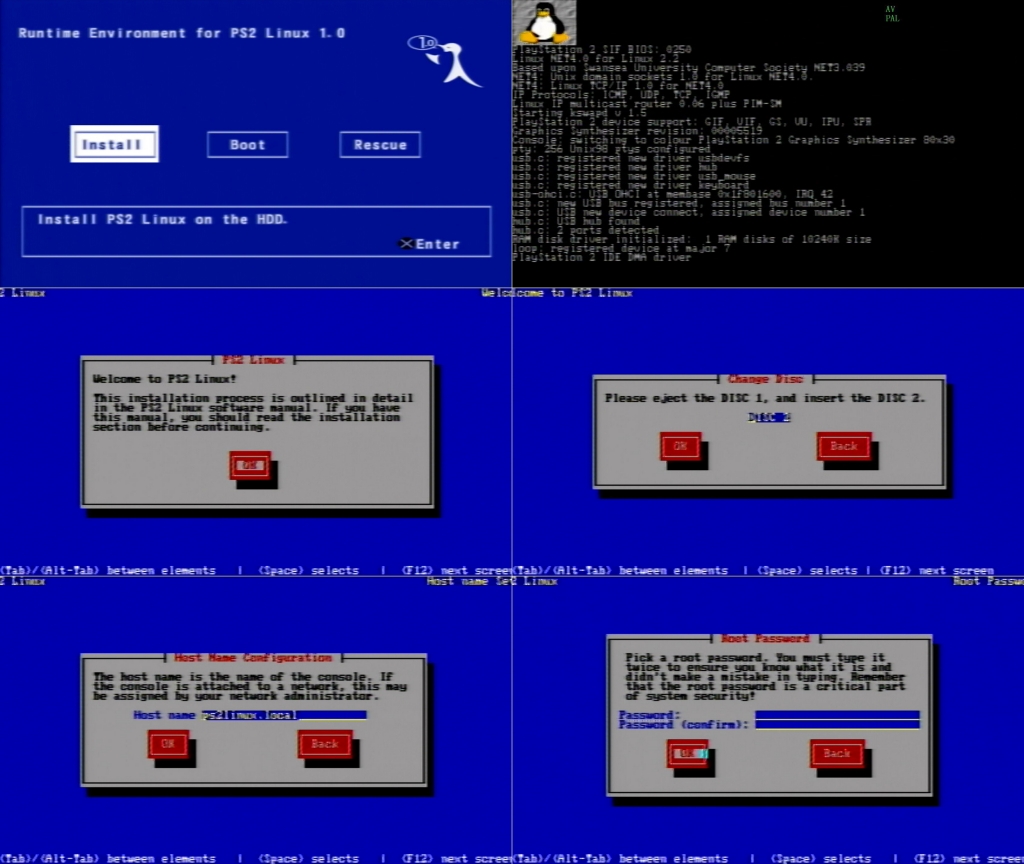 Runtime Environment for PS2 Linux 1.0
1.0
Install
Boot
Rescue
Install PS2 Linux on the HDD.
Enter
AV
PAL
PlayStation 2 SIF BIOS: 0250
Linux NET4.0 for Linux 2.2
Based upon Swansea University Computer Society NET3.039
NET4: Unix domain sockets 1.0 for Linux NET4.0.
NET4: Linux TCP/IP 1.0 for NET4.0
IP Protocols: ICMP, UDP, TCP, IGMP
Linux IP multicast router 0.06 plus PIM-SM
Starting kswapd v 1.5
PlayStation 2 device support: GIF, VIF, GS, VU, IPU, SPR
Graphics Synthesizer revision: 00005519
Console: switching to colour PlayStation 2 Graphics Synthesizer 80x30
pty: 256 Unix98 ptys configured
usb.c: registered new driver usbdevfs
usb.c: registered new driver hub
usb.c: registered new driver usb_mouse
usb.c: registered new driver keyboard
usb-ohci.c: USB OHCI at membase 0x1f801600, IRQ 42
usb.c: new USB bus registered, assigned bus number 1
usb.c: USB new device connect, assigned device number 1
hub.c: USB hub found
hub.c: 2 ports detected
RAM disk driver initialized: 1 RAM disks of 10240K size
loop: registered device at major 7
PlayStation 2 IDE DMA driver
2 Linux
Welc
PS2 Linux
Welcome to PS2 Linux!
This installation process is outlined in detail
in the PS2 Linux software manual. If you have
this manual, you should read the installation
section before continuing.
OK
(Tab)/(Alt-Tab) between elements | (Space) selects | (F12) next screen
come to PS2 Linux
Change Disc
Please eject the DISC 1, and insert the DISC 2.
DISC 2
OK
Back
(Tab)/(Alt-Tab) between elements | (Space) selects | (F12) next screen
2 Linux
Host name Se
Host Name Configuration
The host name is the name of the console. If
the console is attached to a network, this may
be assigned by your network administrator.
Host name ps2linux.local
OK
Back
(Tab)/(Alt-Tab) between elements | (Space) selects | (F12) next screen
2 Linux
Root Passwo
Root Password
Pick a root password. You must type it
twice to ensure you know what it is and
didn't make a mistake in typing. Remember
that the root password is a critical part
of system security!
Password:
Password (confirm):
OK
Back
(Tab)/(Alt-Tab) between elements | (Space) selects | (F12) next screen